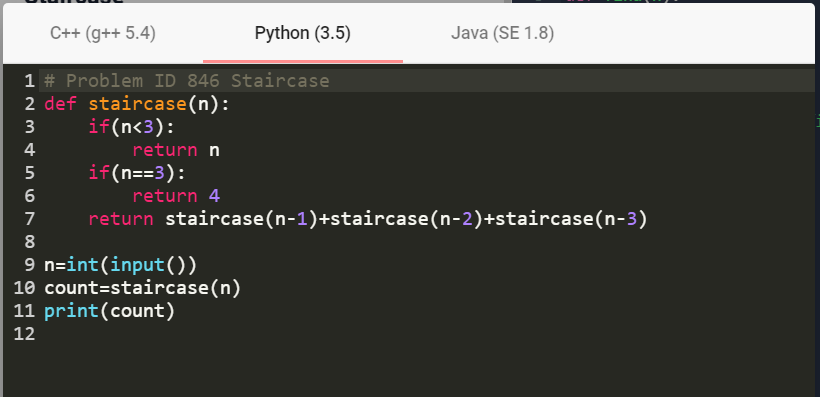 Staircase
C++ (g++ 5.4) Python (3.5) Java (SE 1.8)
1 # Problem ID 846 Staircase
2 def staircase(n):
3 if(n<3):
4 return n
5 if(n==3):
6 return 4
7 return staircase(n-1)+staircase(n-2)+staircase(n-3)
8
9 n=int(input())
10 count=staircase(n)
11 print(count)
12